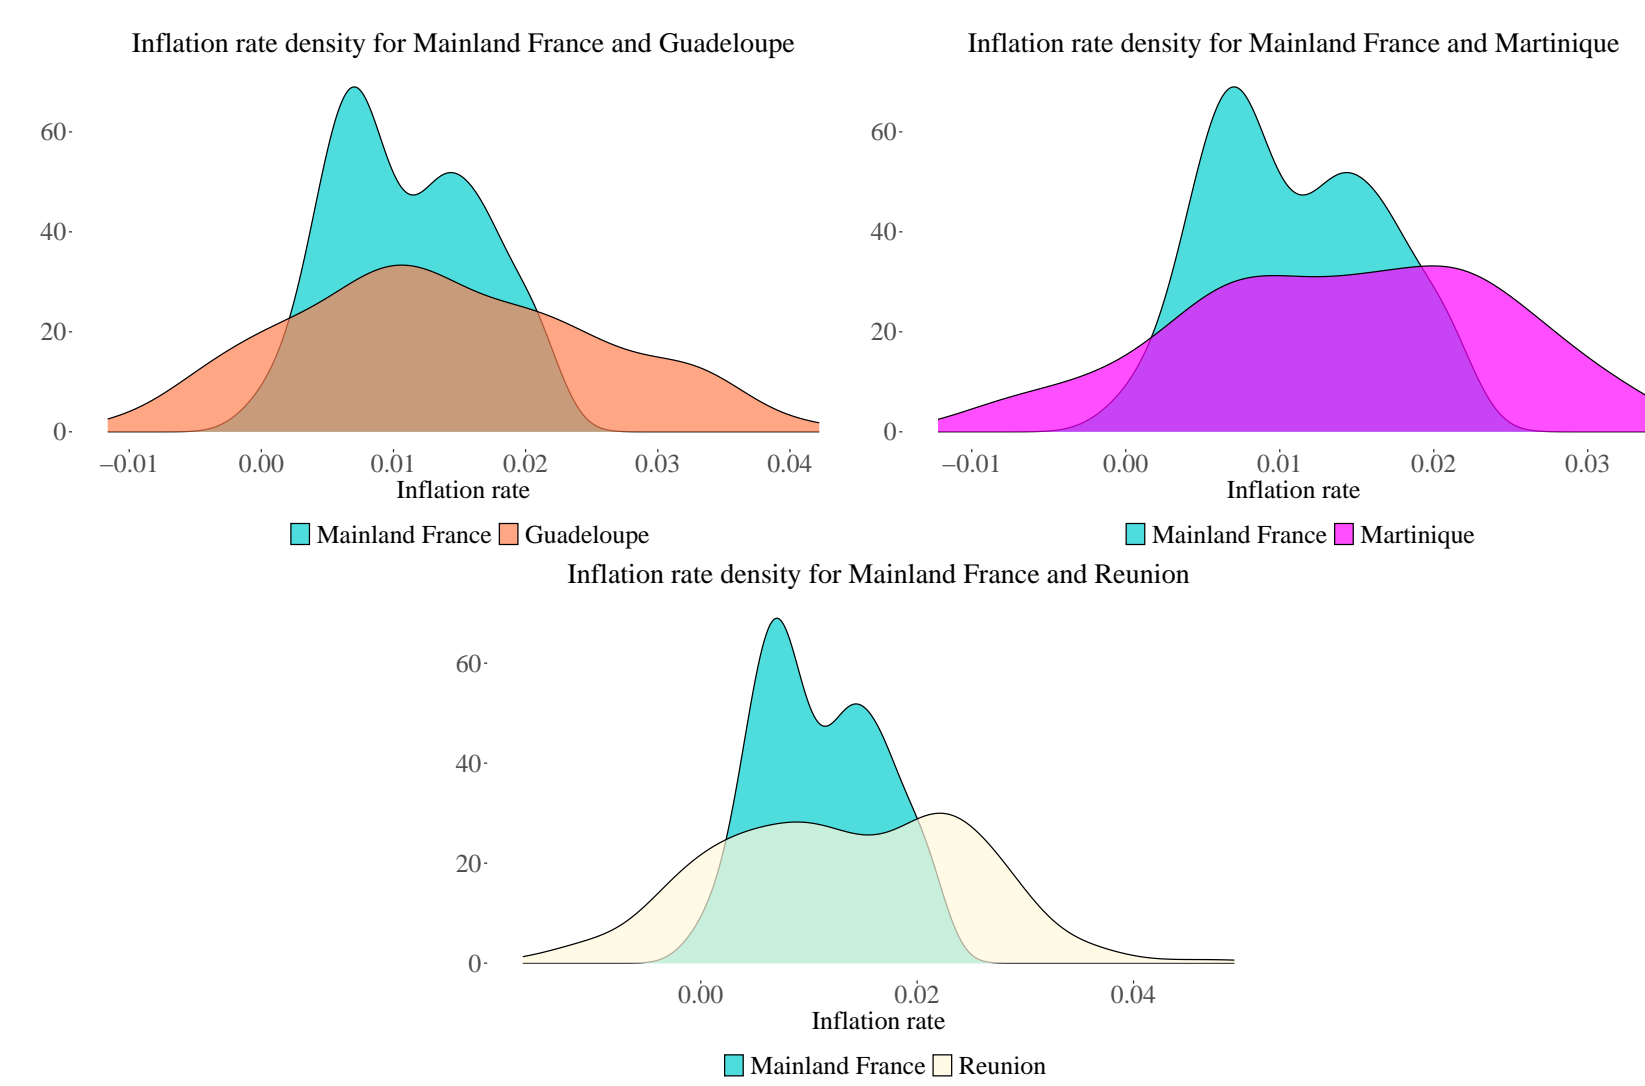 Inflation rate density for Mainland France and Guadeloupe
60
40
20
0
−0.01 0.00 0.01 0.02 0.03 0.04
Inflation rate
Mainland France Guadeloupe
Inflation rate density for Mainland France and Martinique
60
40
20
0
−0.01 0.00 0.01 0.02 0.03
Inflation rate
Mainland France Martinique
Inflation rate density for Mainland France and Reunion
60
40
20
0
0.00 0.02 0.04
Inflation rate
Mainland France Reunion